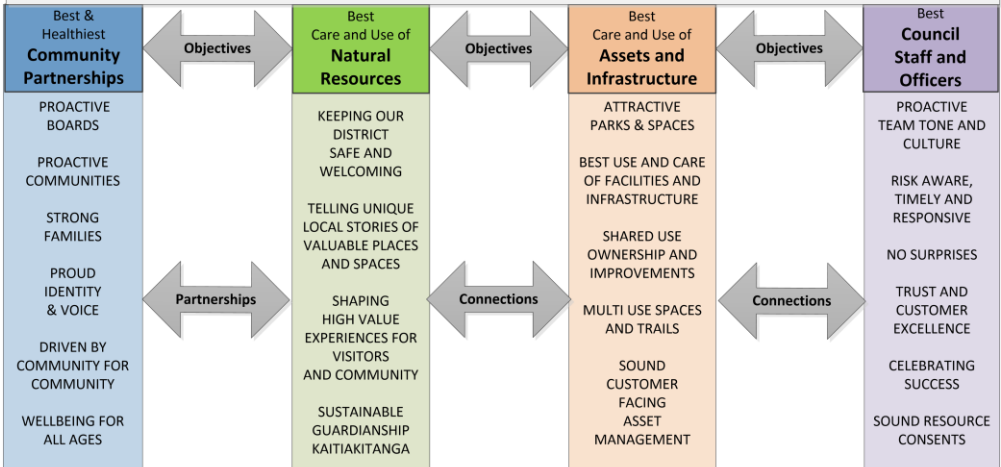 Best &
Healthiest
Community
Partnerships
PROACTIVE
BOARDS
PROACTIVE
COMMUNITIES
STRONG
FAMILIES
PROUD
IDENTITY
& VOICE
DRIVEN BY
COMMUNITY FOR
COMMUNITY
WELLBEING FOR
ALL AGES
Objectives
Partnerships
Best
Care and Use of
Natural
Resources
KEEPING OUR
DISTRICT
SAFE AND
WELCOMING
TELLING UNIQUE
LOCAL STORIES OF
VALUABLE PLACES
AND SPACES
SHAPING
HIGH VALUE
EXPERIENCES FOR
VISITORS
AND COMMUNITY
SUSTAINABLE
GUARDIANSHIP
KAITIAKITANGA
Objectives
Connections
Best
Care and Use of
Assets and
Infrastructure
ATTRACTIVE
PARKS & SPACES
BEST USE AND CARE
OF FACILITIES AND
INFRASTRUCTURE
SHARED USE
OWNERSHIP AND
IMPROVEMENTS
MULTI USE SPACES
AND TRAILS
SOUND
CUSTOMER
FACING
ASSET
MANAGEMENT
Objectives
Connections
Best
Council
Staff and
Officers
PROACTIVE
TEAM TONE AND
CULTURE
RISK AWARE,
TIMELY AND
RESPONSIVE
NO SURPRISES
TRUST AND
CUSTOMER
EXCELLENCE
CELEBRATING
SUCCESS
SOUND RESOURCE
CONSENTS